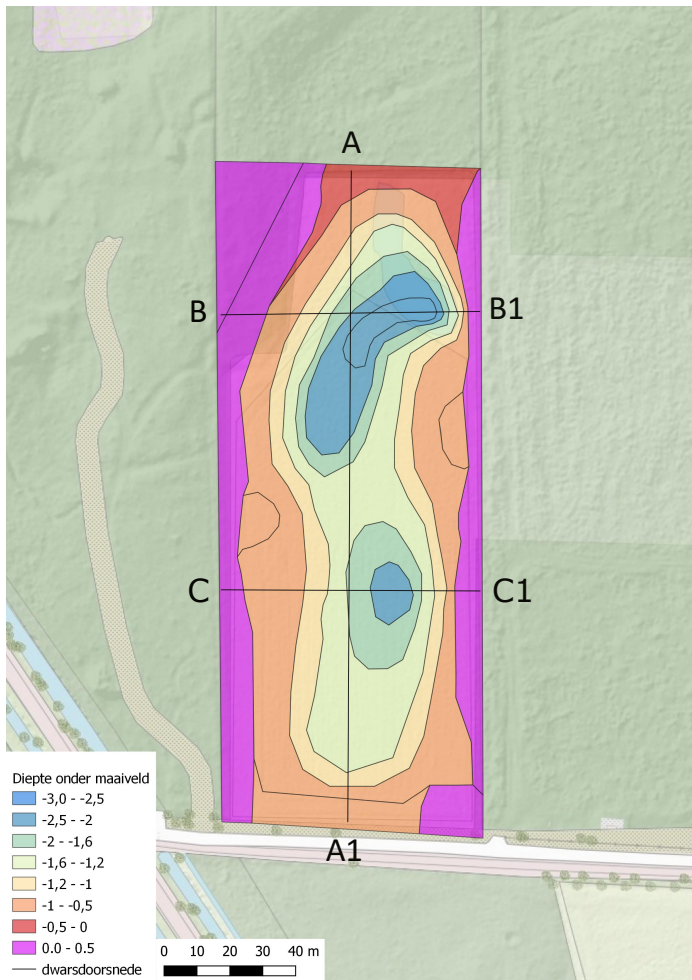 A
B
B1
C
C1
A1
Diepte onder maaiveld
-3,0 - -2,5
-2,5 - -2
-2 - -1,6
-1,6 - -1,2
-1,2 - -1
-1 - -0,5
-0,5 - 0
0.0 - 0.5
dwarsdoorsnede
0 10 20 30 40 m